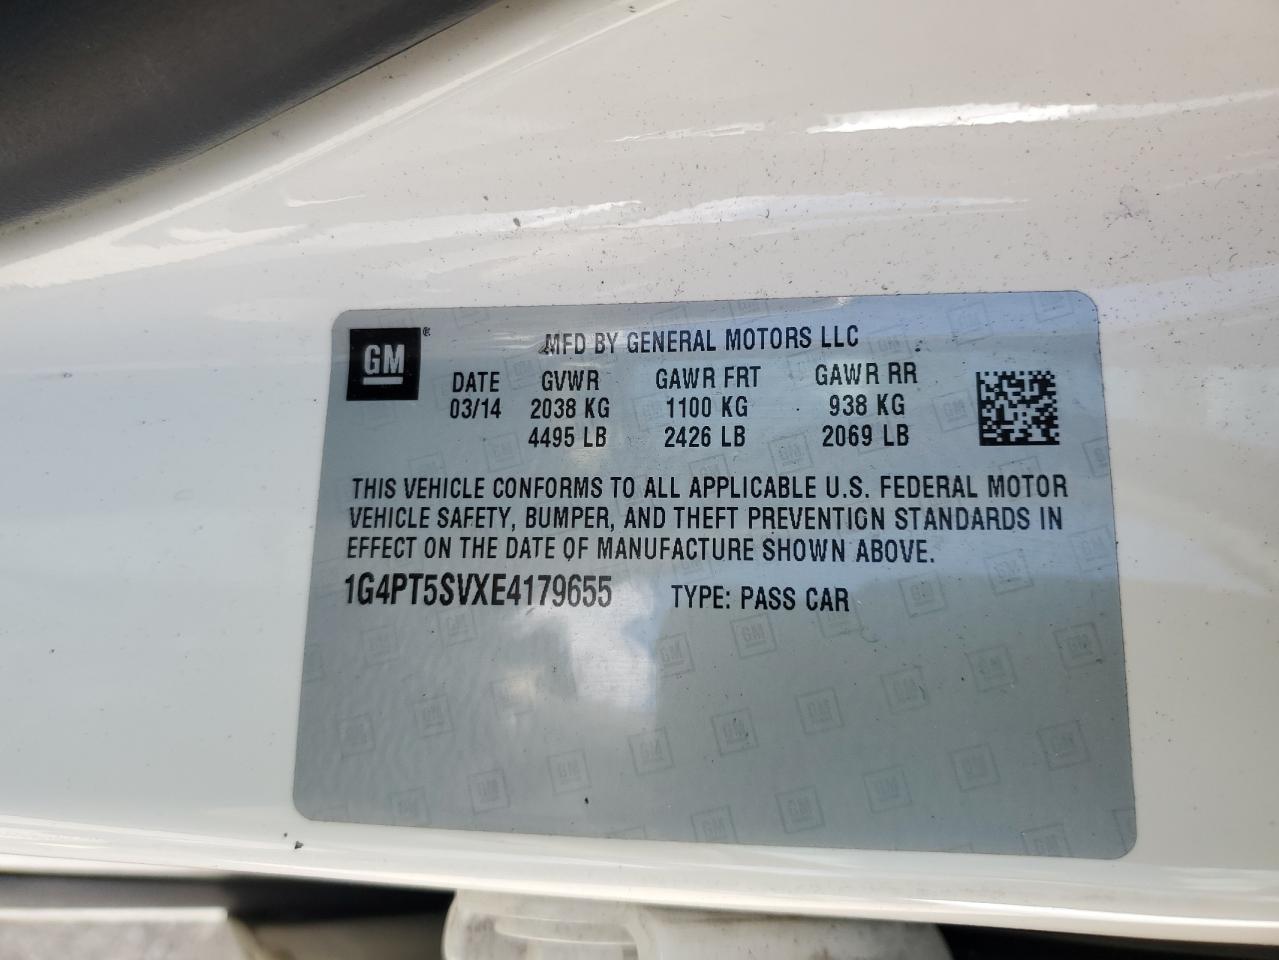 GM ® MFD BY GENERAL MOTORS LLC
DATE GVWR GAWR FRT GAWR RR
03/14 2038 KG 1100 KG 938 KG
4495 LB 2426 LB 2069 LB
THIS VEHICLE CONFORMS TO ALL APPLICABLE U.S. FEDERAL MOTOR
VEHICLE SAFETY, BUMPER, AND THEFT PREVENTION STANDARDS IN
EFFECT ON THE DATE OF MANUFACTURE SHOWN ABOVE.
1G4PT5SVXE4179655 TYPE: PASS CAR